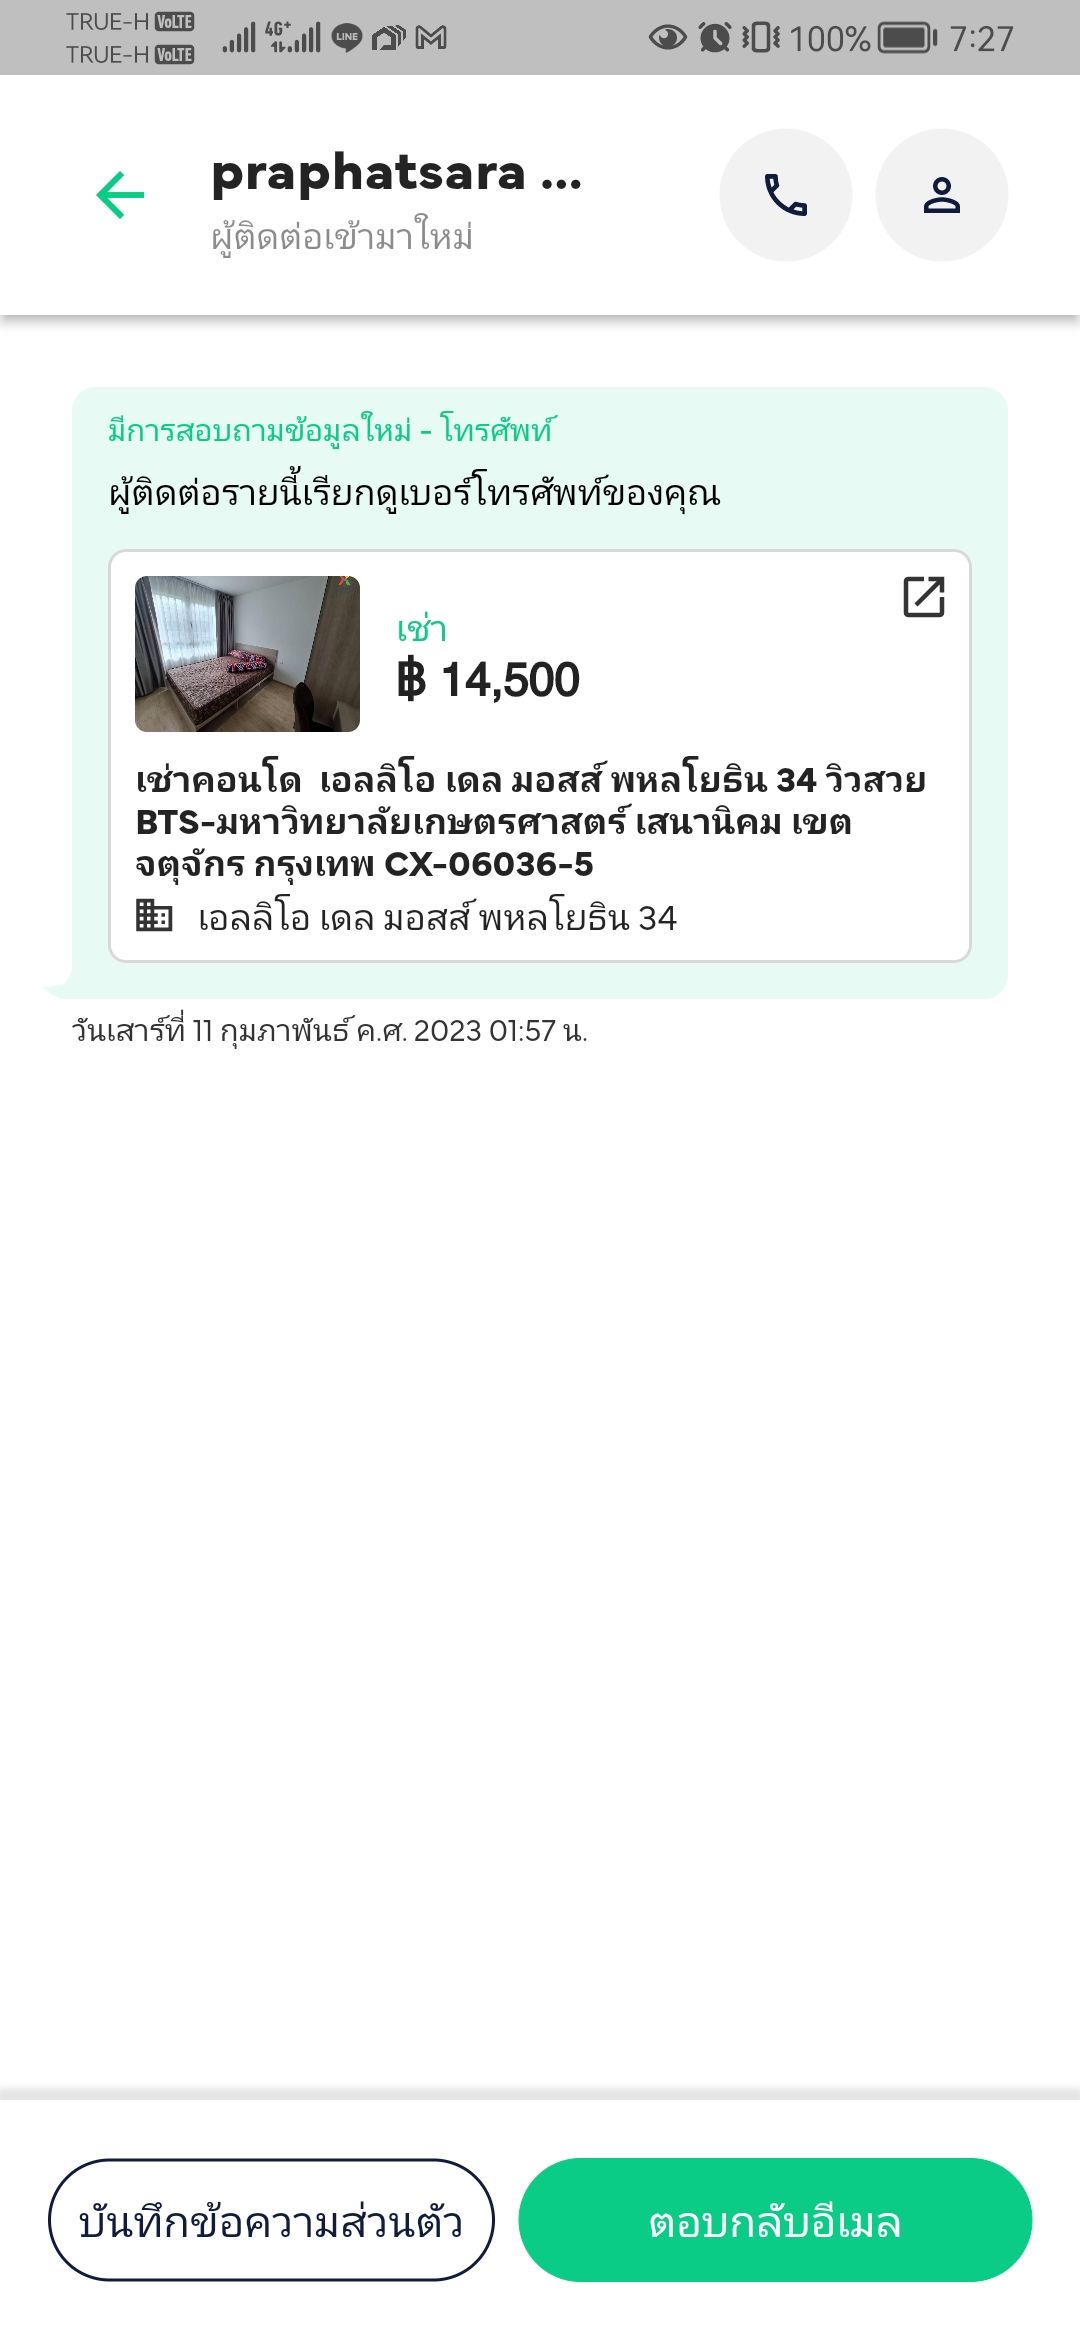 TRUE-H VoLTE
TRUE-H VoLTE
4G+
LINE
100%
7:27
praphatsara ...
ผู้ติดต่อเข้ามาใหม่
มีการสอบถามข้อมูลใหม่ - โทรศัพท์
ผู้ติดต่อรายนี้เรียกดูเบอร์โทรศัพท์ของคุณ
เช่า
฿ 14,500
เช่าคอนโด เอลลิโอ เดล มอสส์ พหลโยธิน 34 วิวสวย
BTS-มหาวิทยาลัยเกษตรศาสตร์ เสนานิคม เขต
จตุจักร กรุงเทพ CX-06036-5
เอลลิโอ เดล มอสส์ พหลโยธิน 34
วันเสาร์ที่ 11 กุมภาพันธ์ ค.ศ. 2023 01:57 น.
บันทึกข้อความส่วนตัว
ตอบกลับอีเมล